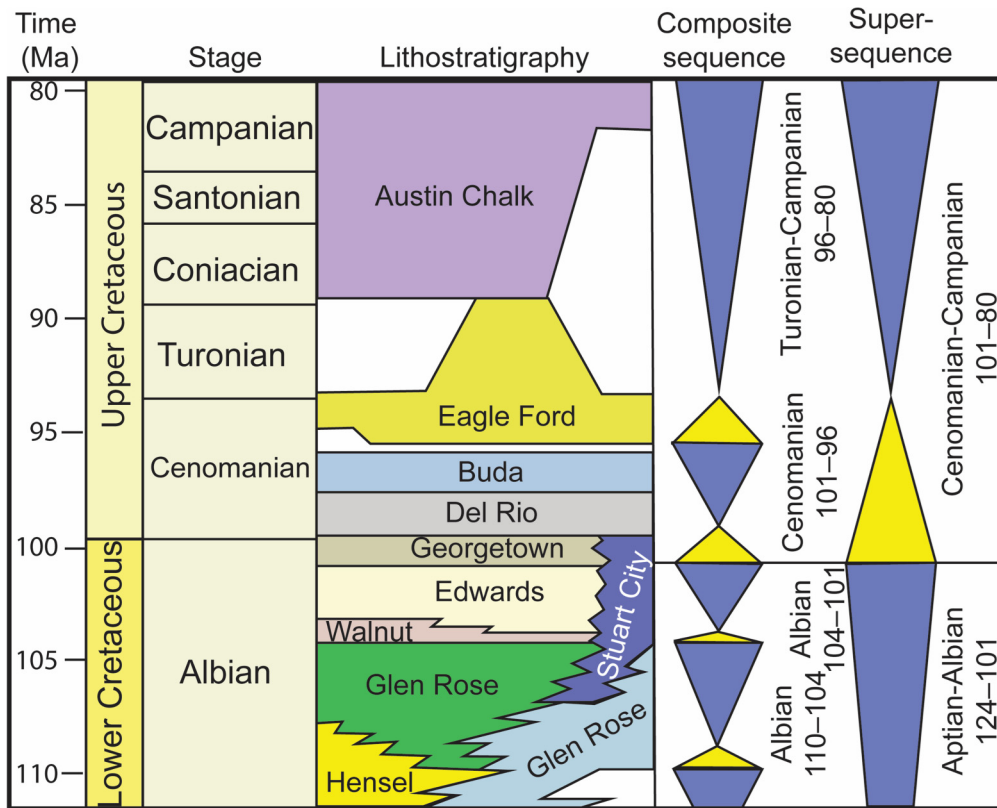 Time
(Ma)
Stage
Lithostratigraphy
Composite
sequence
Super-
sequence
80
85
90
95
100
105
110
Upper Cretaceous
Lower Cretaceous
Campanian
Santonian
Coniacian
Turonian
Cenomanian
Albian
Austin Chalk
Eagle Ford
Buda
Del Rio
Georgetown
Edwards
Walnut
Stuart City
Glen Rose
Glen Rose
Hensel
Turonian-Campanian
96–80
Cenomanian
101–96
Albian
104–101
Albian
110–104
Cenomanian-Campanian
101–80
Aptian-Albian
124–101